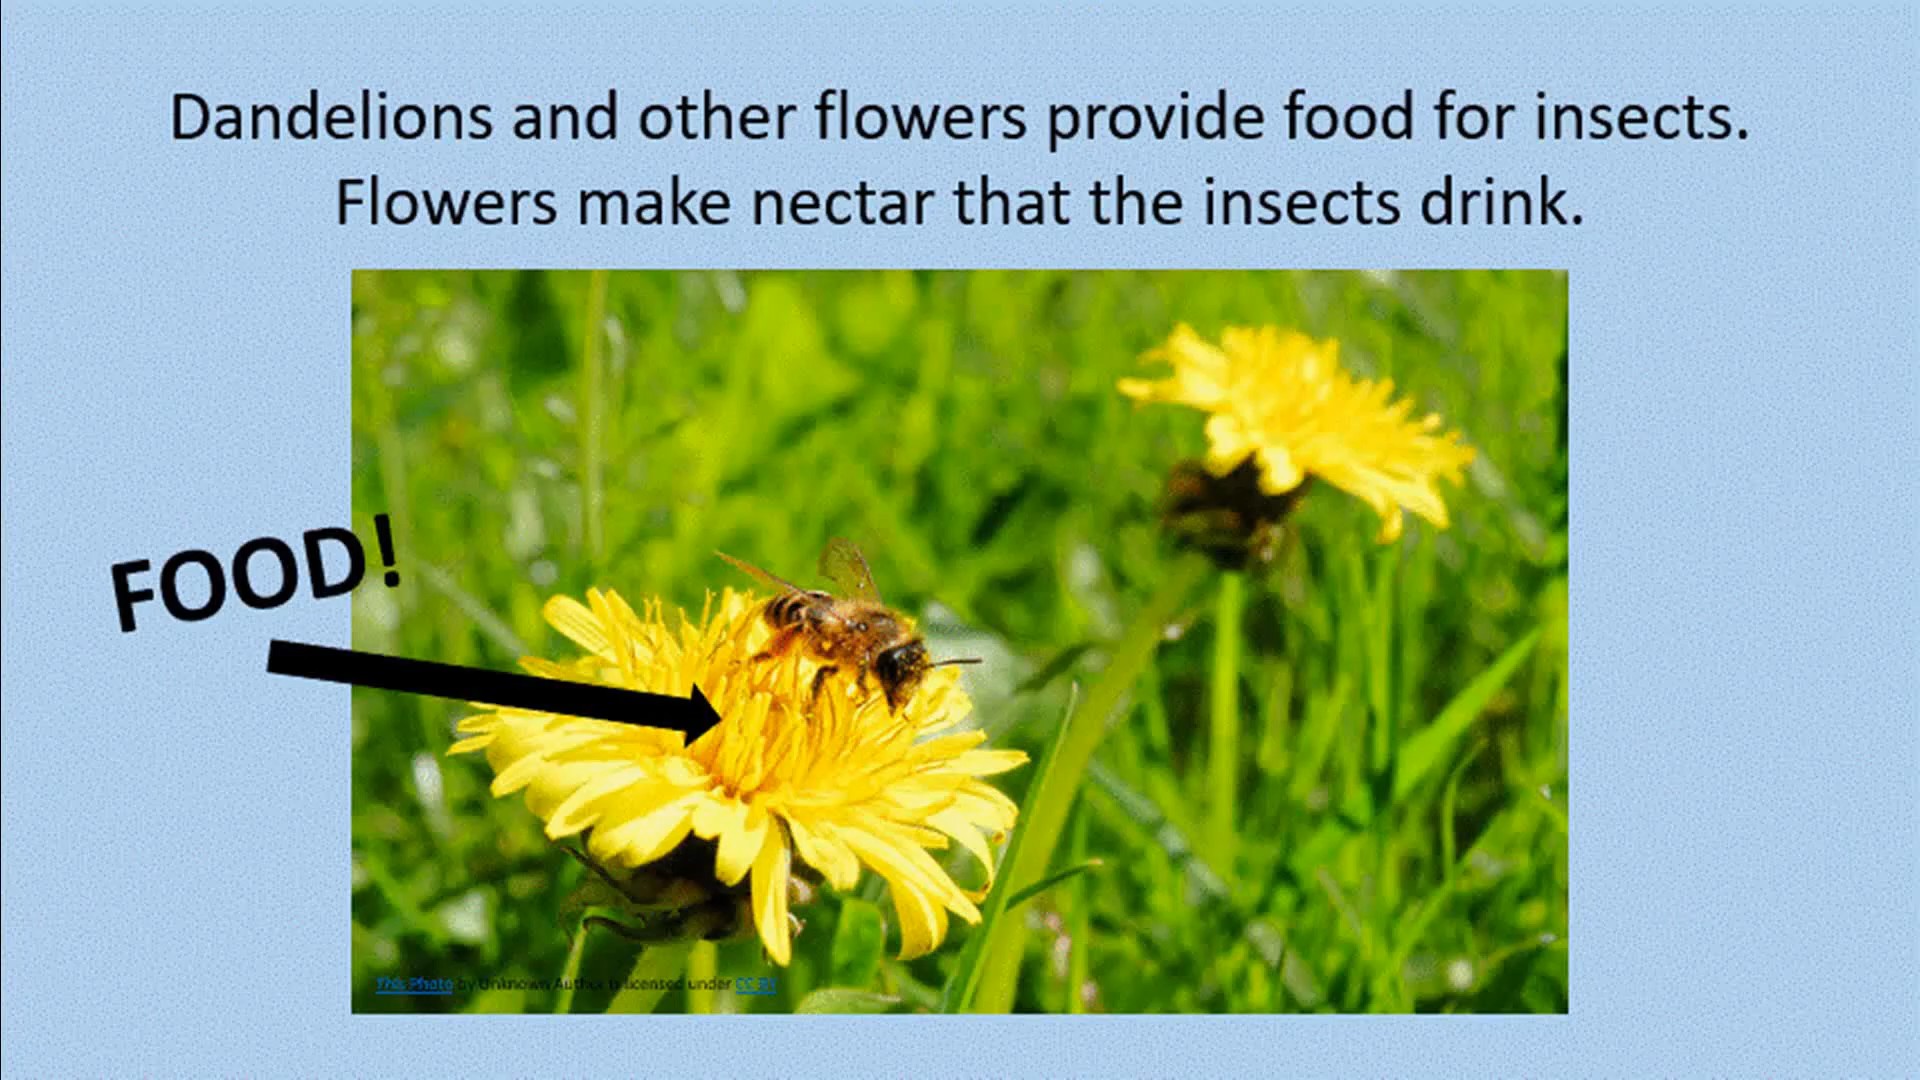 Dandelions and other flowers provide food for insects.
Flowers make nectar that the insects drink.
FOOD!
This Photo by Unknown Author is licensed under CC BY